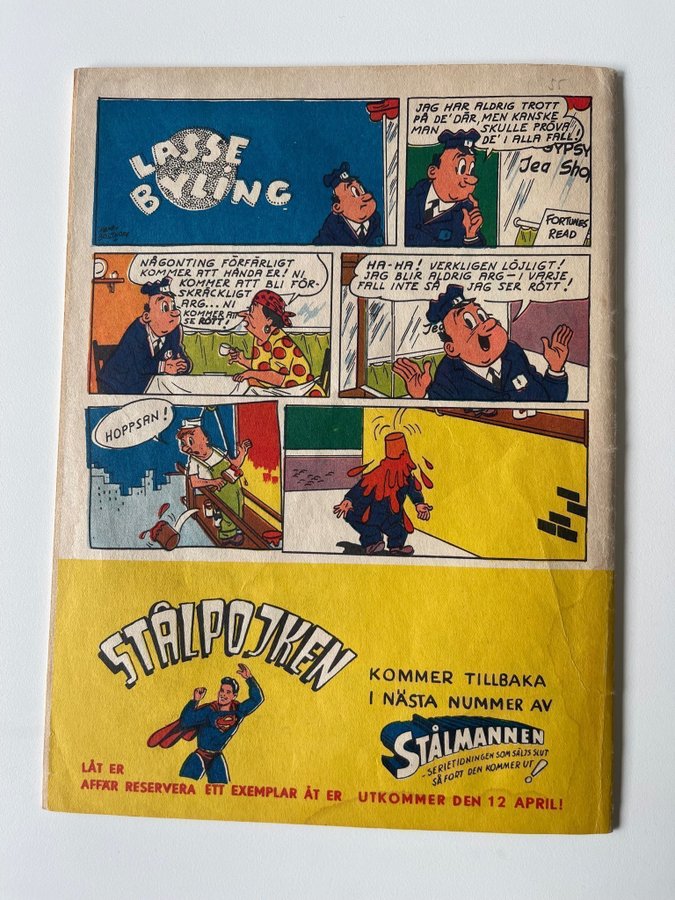 55
LASSE
BYLING
JAG HAR ALDRIG TROTT
PÅ DE' DÄR, MEN KANSKE
MAN SKULLE PRÖVA
DE' I ALLA FALL!
GYPSY
Tea Shop
FORTUNES
READ
NÅGONTING FÖRFÄRLIGT
KOMMER ATT HÄNDA ER! NI
KOMMER ATT BLI FÖR-
SKRÄCKLIGT
ARG... NI
KOMMER ATT
SE RÖTT!
HA-HA! VERKLIGEN LÖJLIGT!
JAG BLIR ALDRIG ARG – I VARJE,
FALL INTE SÅ JAG SER RÖTT!
Tea
HOPPSAN!
STÅLPOJKEN
KOMMER TILLBAKA
I NÄSTA NUMMER AV
STÅLMANNEN
-SERIETIDNINGEN SOM SÄLJS SLUT
SÅ FORT DEN KOMMER UT!
LÅT ER
AFFÄR RESERVERA ETT EXEMPLAR ÅT ER UTKOMMER DEN 12 APRIL!